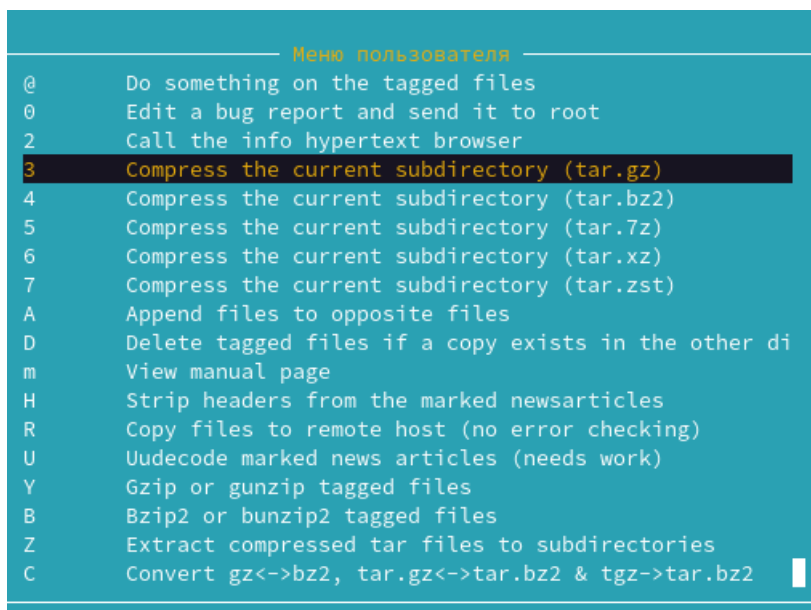 Меню пользователя
@ Do something on the tagged files
0 Edit a bug report and send it to root
2 Call the info hypertext browser
3 Compress the current subdirectory (tar.gz)
4 Compress the current subdirectory (tar.bz2)
5 Compress the current subdirectory (tar.7z)
6 Compress the current subdirectory (tar.xz)
7 Compress the current subdirectory (tar.zst)
A Append files to opposite files
D Delete tagged files if a copy exists in the other di
m View manual page
H Strip headers from the marked newsarticles
R Copy files to remote host (no error checking)
U Uudecode marked news articles (needs work)
Y Gzip or gunzip tagged files
B Bzip2 or bunzip2 tagged files
Z Extract compressed tar files to subdirectories
C Convert gz<->bz2, tar.gz<->tar.bz2 & tgz->tar.bz2